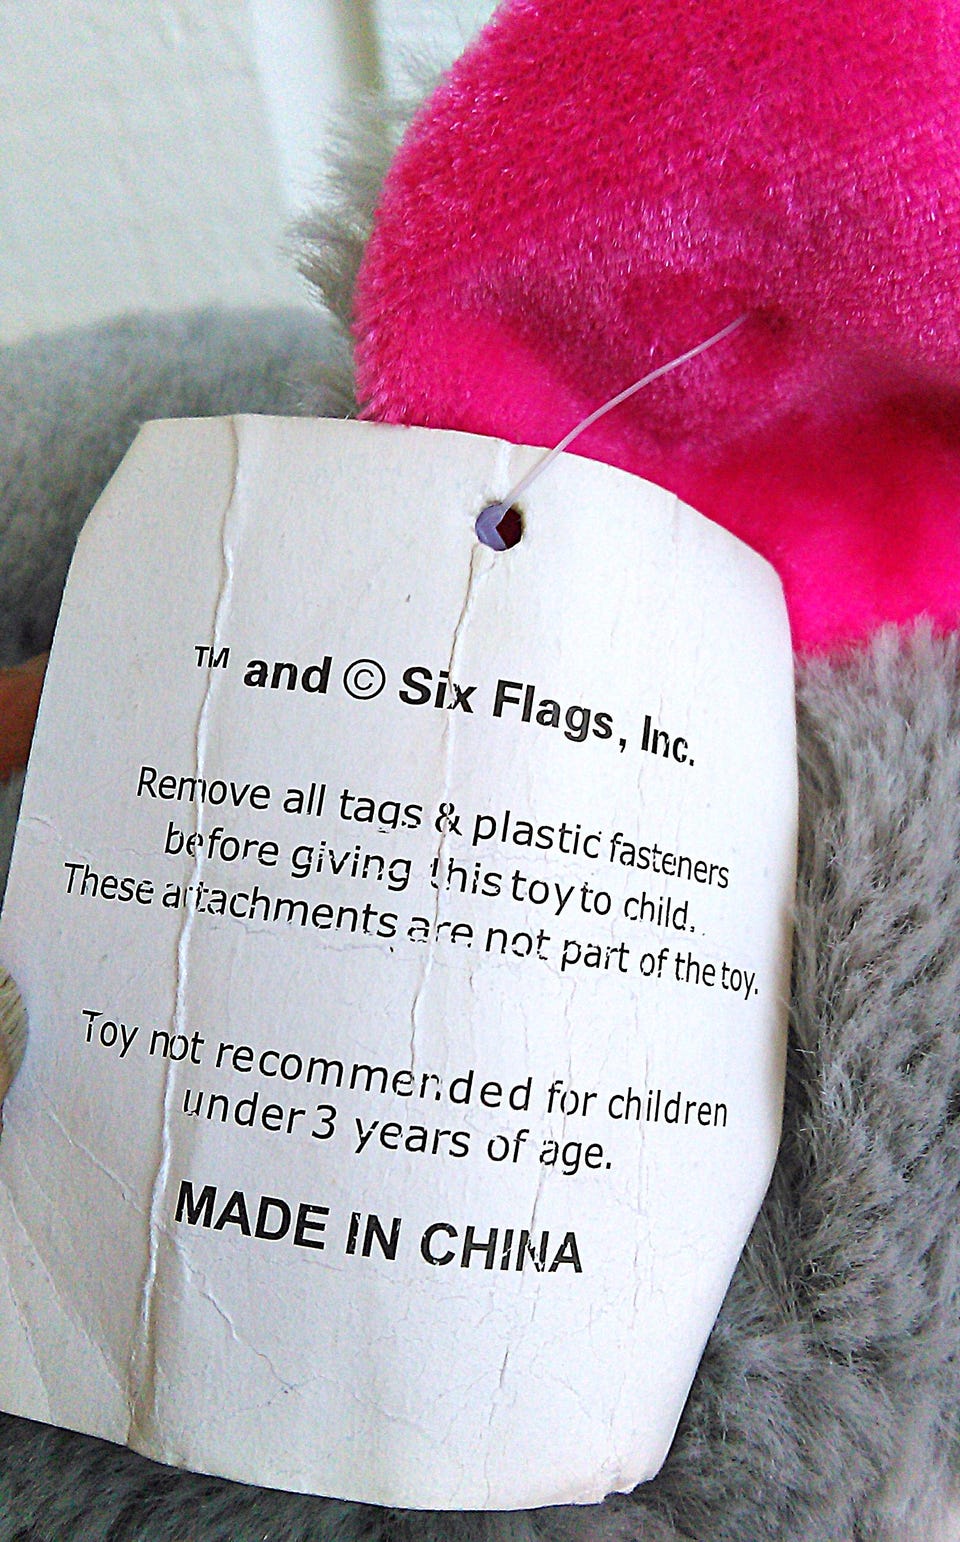 ™ and © Six Flags, Inc.
Remove all tags & plastic fasteners
before giving this toy to child.
These attachments are not part of the toy.
Toy not recommended for children
under 3 years of age.
MADE IN CHINA